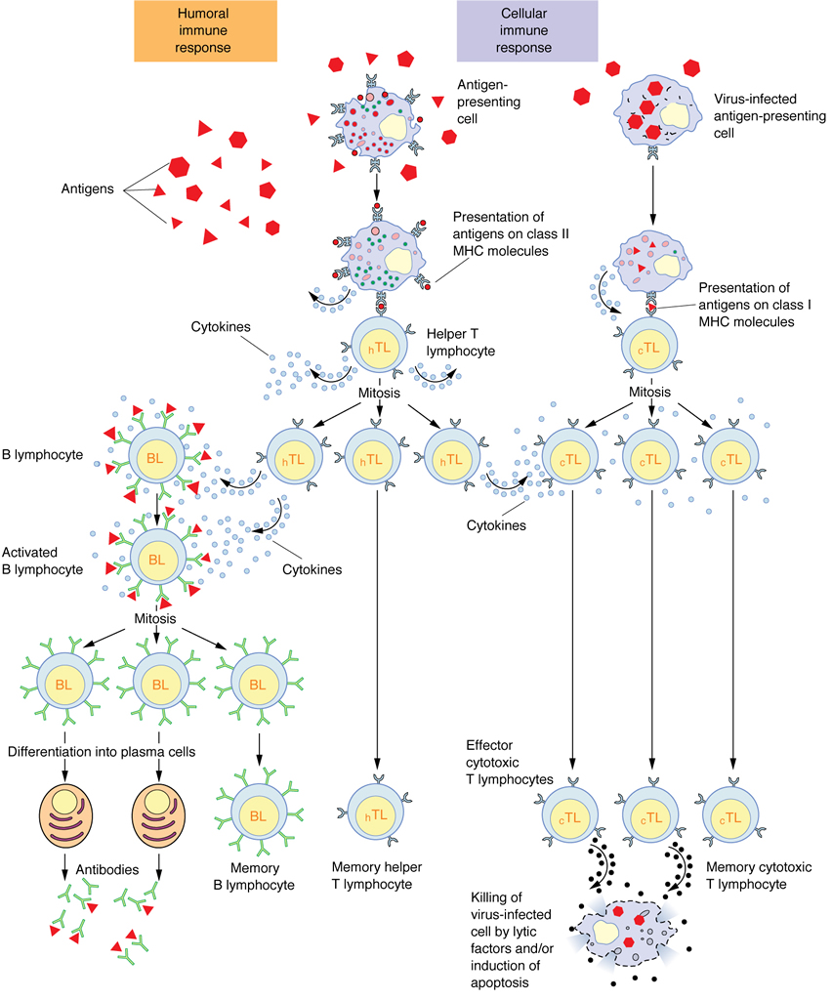 Humoral
immune
response
Cellular
immune
response
Antigen-
presenting
cell
Virus-infected
antigen-presenting
cell
Antigens
Presentation of
antigens on class II
MHC molecules
Presentation of
antigens on class I
MHC molecules
Cytokines
hTL
Helper T
lymphocyte
cTL
Mitosis
Mitosis
B lymphocyte
BL
hTL
hTL
hTL
cTL
cTL
cTL
Cytokines
Activated
B lymphocyte
BL
Cytokines
Mitosis
BL
BL
BL
Differentiation into plasma cells
Effector
cytotoxic
T lymphocytes
BL
hTL
cTL
cTL
cTL
Antibodies
Memory
B lymphocyte
Memory helper
T lymphocyte
Memory cytotoxic
T lymphocyte
Killing of
virus-infected
cell by lytic
factors and/or
induction of
apoptosis